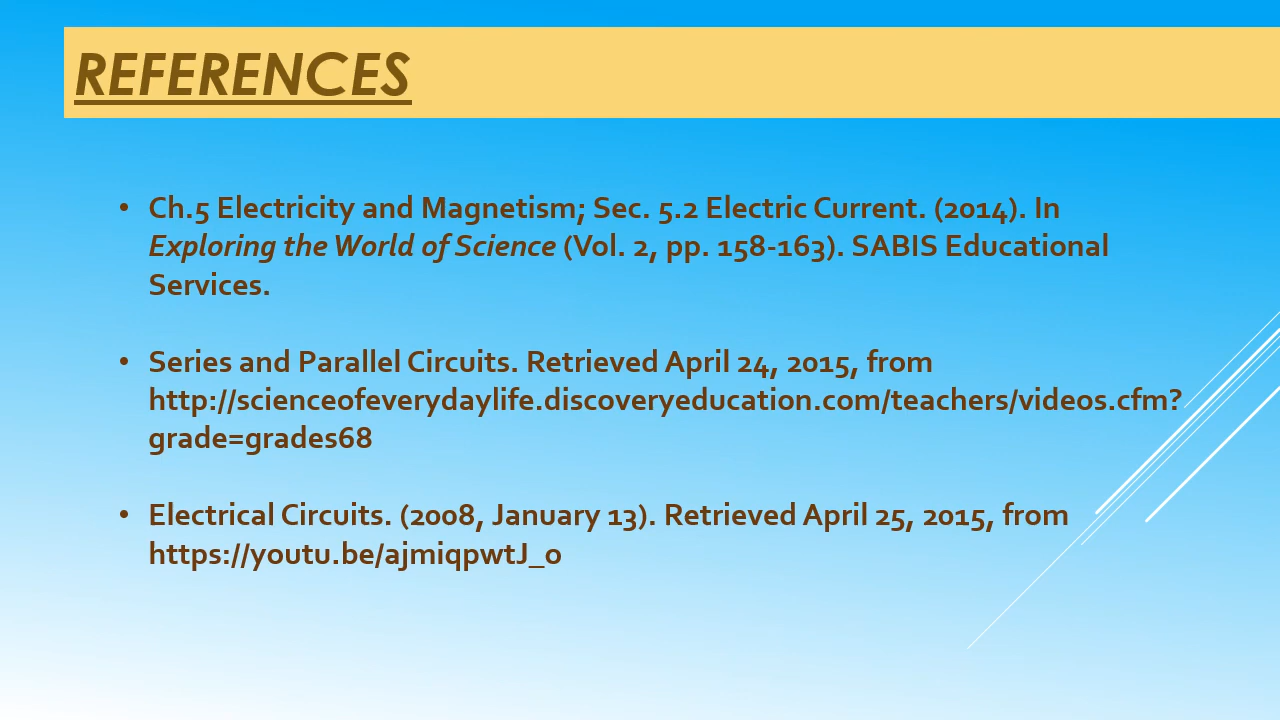 REFERENCES
• Ch.5 Electricity and Magnetism; Sec. 5.2 Electric Current. (2014). In
Exploring the World of Science (Vol. 2, pp. 158-163). SABIS Educational
Services.
• Series and Parallel Circuits. Retrieved April 24, 2015, from
http://scienceofeverydaylife.discoveryeducation.com/teachers/videos.cfm?
grade=grades68
• Electrical Circuits. (2008, January 13). Retrieved April 25, 2015, from
https://youtu.be/ajmiqpwtJ_0